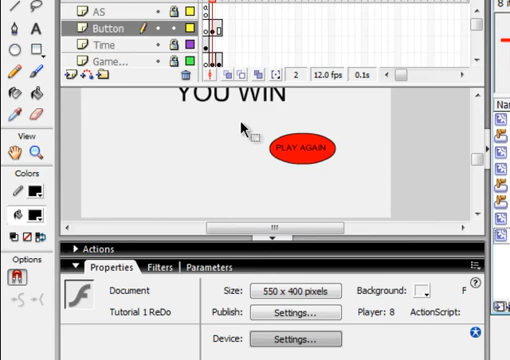 AS
Button
Time
Game...
2 12.0 fps 0.1s
YOU WIN
PLAY AGAIN
View
Colors
Options
Actions
Properties Filters Parameters
Document
Tutorial 1 ReDo
Size: 550 x 400 pixels Background: F
Publish: Settings... Player: 8 ActionScript:
Device: Settings...